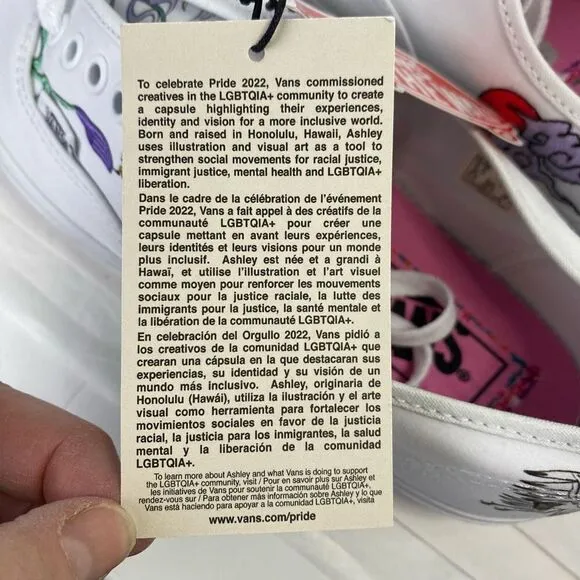 To celebrate Pride 2022, Vans commissioned
creatives in the LGBTQIA+ community to create
a capsule highlighting their experiences,
identity and vision for a more inclusive world.
Born and raised in Honolulu, Hawaii, Ashley
uses illustration and visual art as a tool to
strengthen social movements for racial justice,
immigrant justice, mental health and LGBTQIA+
liberation.
Dans le cadre de la célébration de l'événement
Pride 2022, Vans a fait appel à des créatifs de la
communauté LGBTQIA+ pour créer une
capsule mettant en avant leurs expériences,
leurs identités et leurs visions pour un monde
plus inclusif. Ashley est née et a grandi à
Hawaï, et utilise l'illustration et l'art visuel
comme moyen pour renforcer les mouvements
sociaux pour la justice raciale, la lutte des
immigrants pour la justice, la santé mentale et
la libération de la communauté LGBTQIA+.
En celebración del Orgullo 2022, Vans pidió a
los creativos de la comunidad LGBTQIA+ que
crearan una cápsula en la que destacaran sus
experiencias, su identidad y su visión de un
mundo más inclusivo. Ashley, originaria de
Honolulu (Hawái), utiliza la ilustración y el arte
visual como herramienta para fortalecer los
movimientos sociales en favor de la justicia
racial, la justicia para los inmigrantes, la salud
mental y la liberación de la comunidad
LGBTQIA+.
To learn more about Ashley and what Vans is doing to support
the LGBTQIA+ community, visit / Pour en savoir plus sur Ashley et
les initiatives de Vans pour soutenir la communauté LGBTQIA+,
rendez-vous sur / Para obtener más información sobre Ashley y lo que
Vans está haciendo para apoyar a la comunidad LGBTQIA+, visitá
www.vans.com/pride